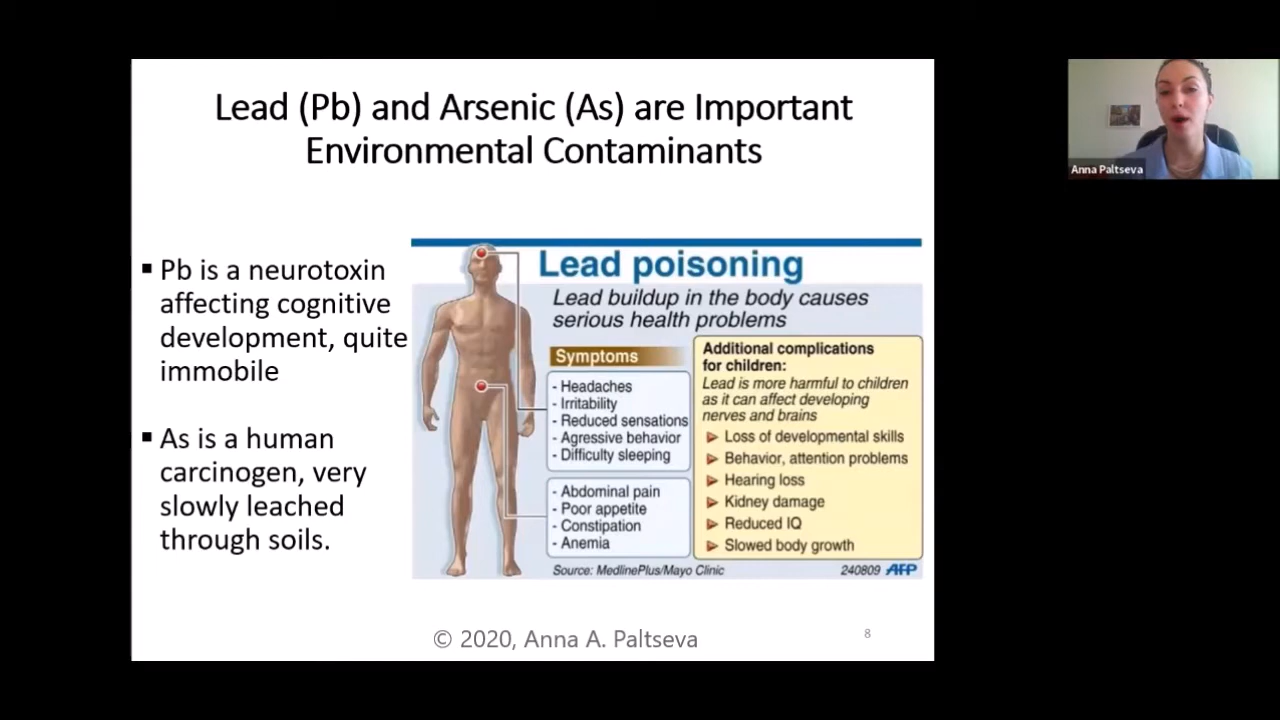 Lead (Pb) and Arsenic (As) are Important
Environmental Contaminants
▪ Pb is a neurotoxin
affecting cognitive
development, quite
immobile
▪ As is a human
carcinogen, very
slowly leached
through soils.
Lead poisoning
Lead buildup in the body causes
serious health problems
Symptoms
- Headaches
- Irritability
- Reduced sensations
- Agressive behavior
- Difficulty sleeping
- Abdominal pain
- Poor appetite
- Constipation
- Anemia
Additional complications
for children:
Lead is more harmful to children
as it can affect developing
nerves and brains
Loss of developmental skills
Behavior, attention problems
Hearing loss
Kidney damage
Reduced IQ
Slowed body growth
Source: MedlinePlus/Mayo Clinic
240809 AFP
© 2020, Anna A. Paltseva
8
Anna Paltseva